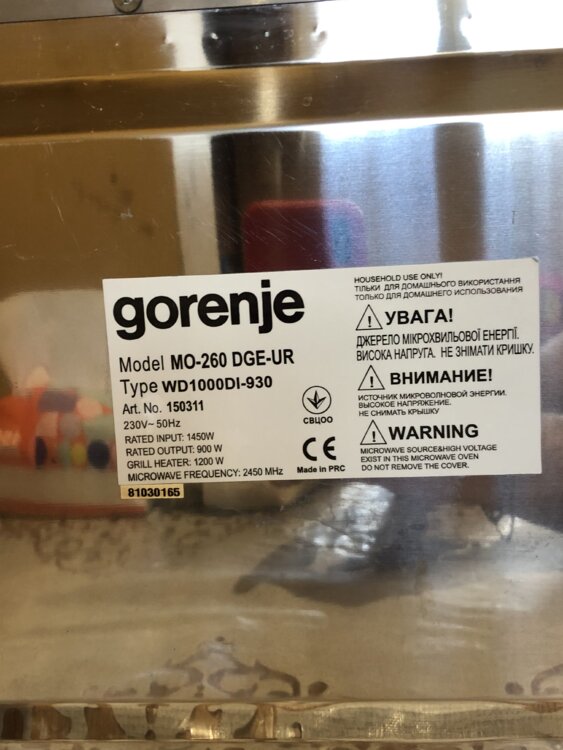 gorenje
Model MO-260 DGE-UR
Type WD1000DI-930
Art. No. 150311
230V~ 50Hz
RATED INPUT: 1450W
RATED OUTPUT: 900 W
GRILL HEATER: 1200 W
MICROWAVE FREQUENCY: 2450 MHz
81030165
СВЦОО
CE
Made in PRC
HOUSEHOLD USE ONLY!
ТІЛЬКИ ДЛЯ ДОМАШНЬОГО ВИКОРИСТАННЯ
ТОЛЬКО ДЛЯ ДОМАШНЕГО ИСПОЛЬЗОВАНИЯ
УВАГА!
ДЖЕРЕЛО МІКРОХВИЛЬОВОЇ ЕНЕРГІЇ.
ВИСОКА НАПРУГА. НЕ ЗНІМАТИ КРИШКУ.
ВНИМАНИЕ!
ИСТОЧНИК МИКРОВОЛНОВОЙ ЭНЕРГИИ.
ВЫСОКОЕ НАПРЯЖЕНИЕ.
НЕ СНИМАТЬ КРЫШКУ
WARNING
MICROWAVE SOURCE&HIGH VOLTAGE
EXIST IN THIS MICROWAVE OVEN
DO NOT REMOVE THE COVER.